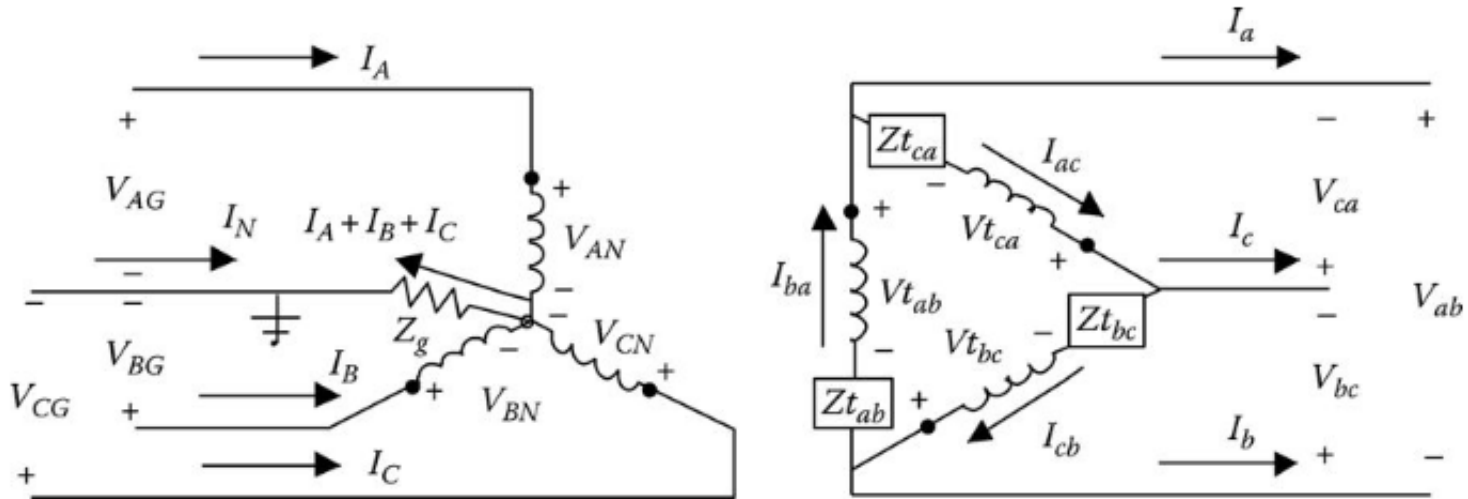 I_A
+
V_AG
I_N
I_A + I_B + I_C
+
V_AN
−
−
−
−
−
−
Z_g
V_BG
I_B
−
V_CN
V_CG
+
+
V_BN
+
+
I_C
I_a
−
+
Zt_ca
I_ac
−
V_ca
+
Vt_ca
I_c
+
I_ba
Vt_ab
+
V_ab
Zt_bc
−
−
−
Vt_bc
V_bc
Zt_ab
+
I_cb
I_b
+
−